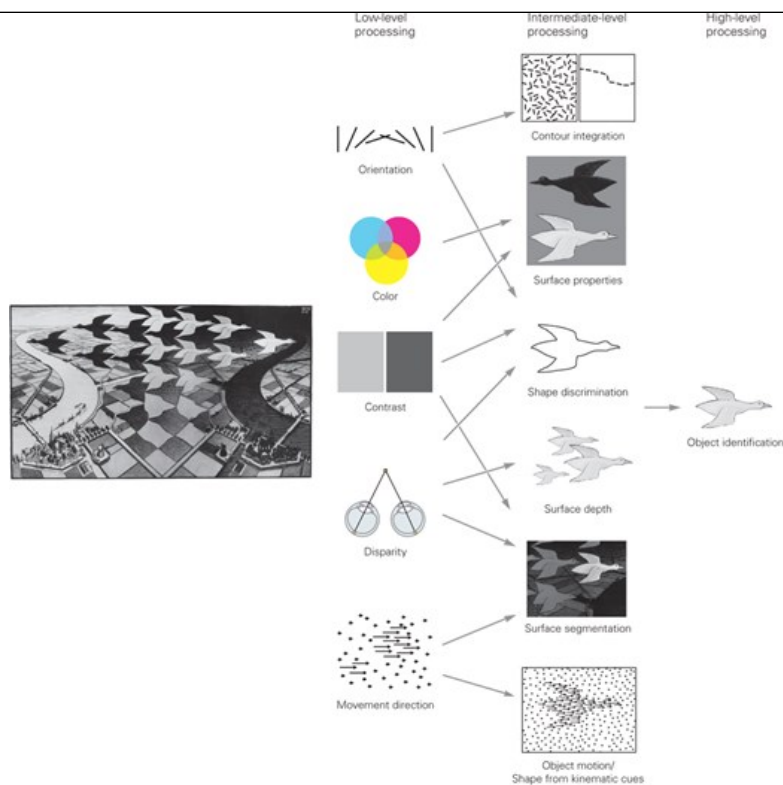 Low-level
processing
Intermediate-level
processing
High-level
processing
Contour integration
Orientation
Surface properties
Color
Shape discrimination
Contrast
Object identification
Surface depth
Disparity
Surface segmentation
Movement direction
Object motion/
Shape from kinematic cues